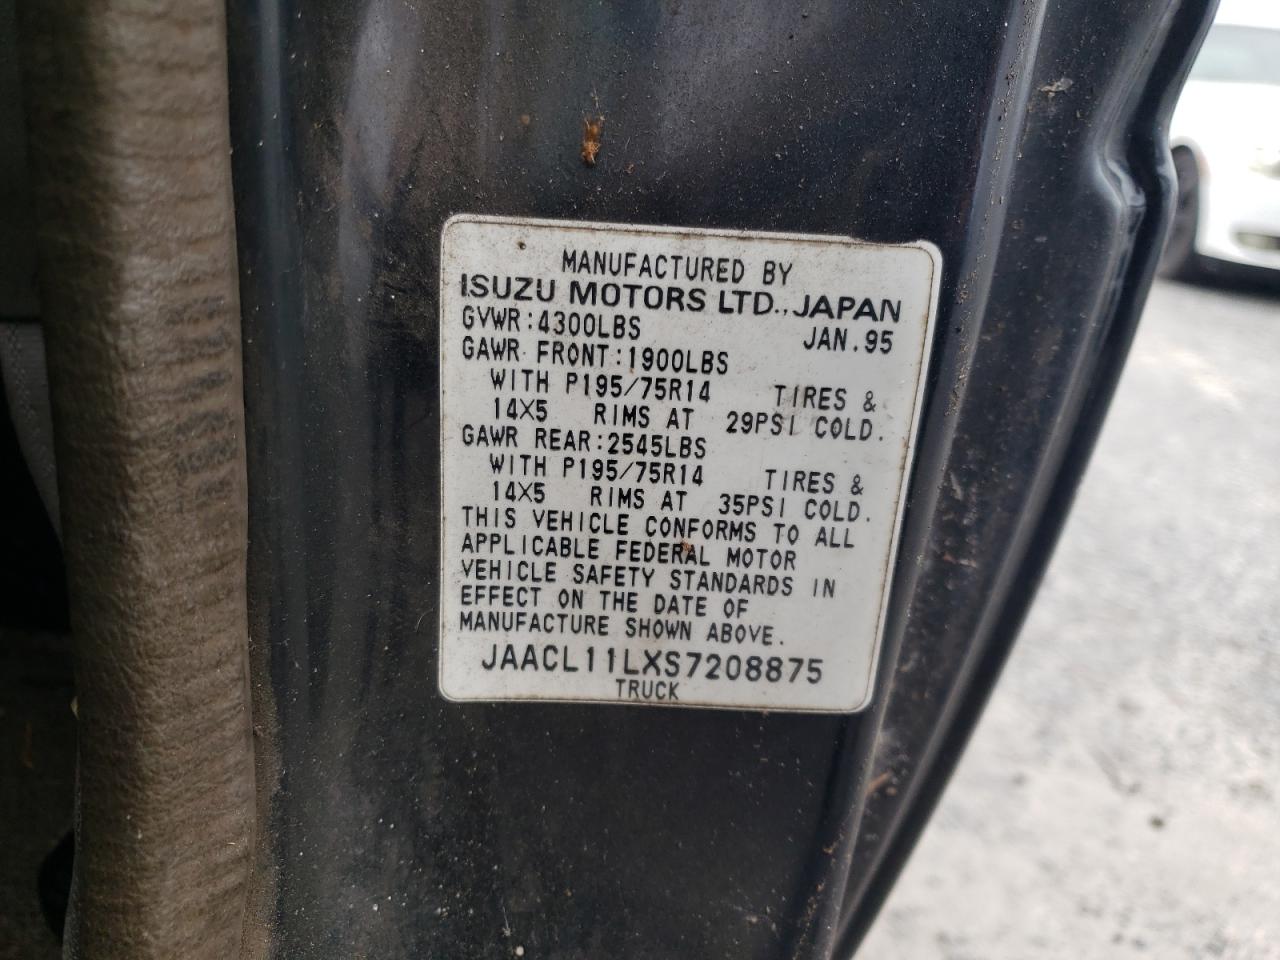 MANUFACTURED BY
ISUZU MOTORS LTD., JAPAN
GVWR:4300LBS JAN.95
GAWR FRONT:1900LBS
WITH P195/75R14 TIRES &
14X5 RIMS AT 29PSI COLD.
GAWR REAR:2545LBS
WITH P195/75R14 TIRES &
14X5 RIMS AT 35PSI COLD.
THIS VEHICLE CONFORMS TO ALL
APPLICABLE FEDERAL MOTOR
VEHICLE SAFETY STANDARDS IN
EFFECT ON THE DATE OF
MANUFACTURE SHOWN ABOVE.
JAACL11LXS7208875
TRUCK